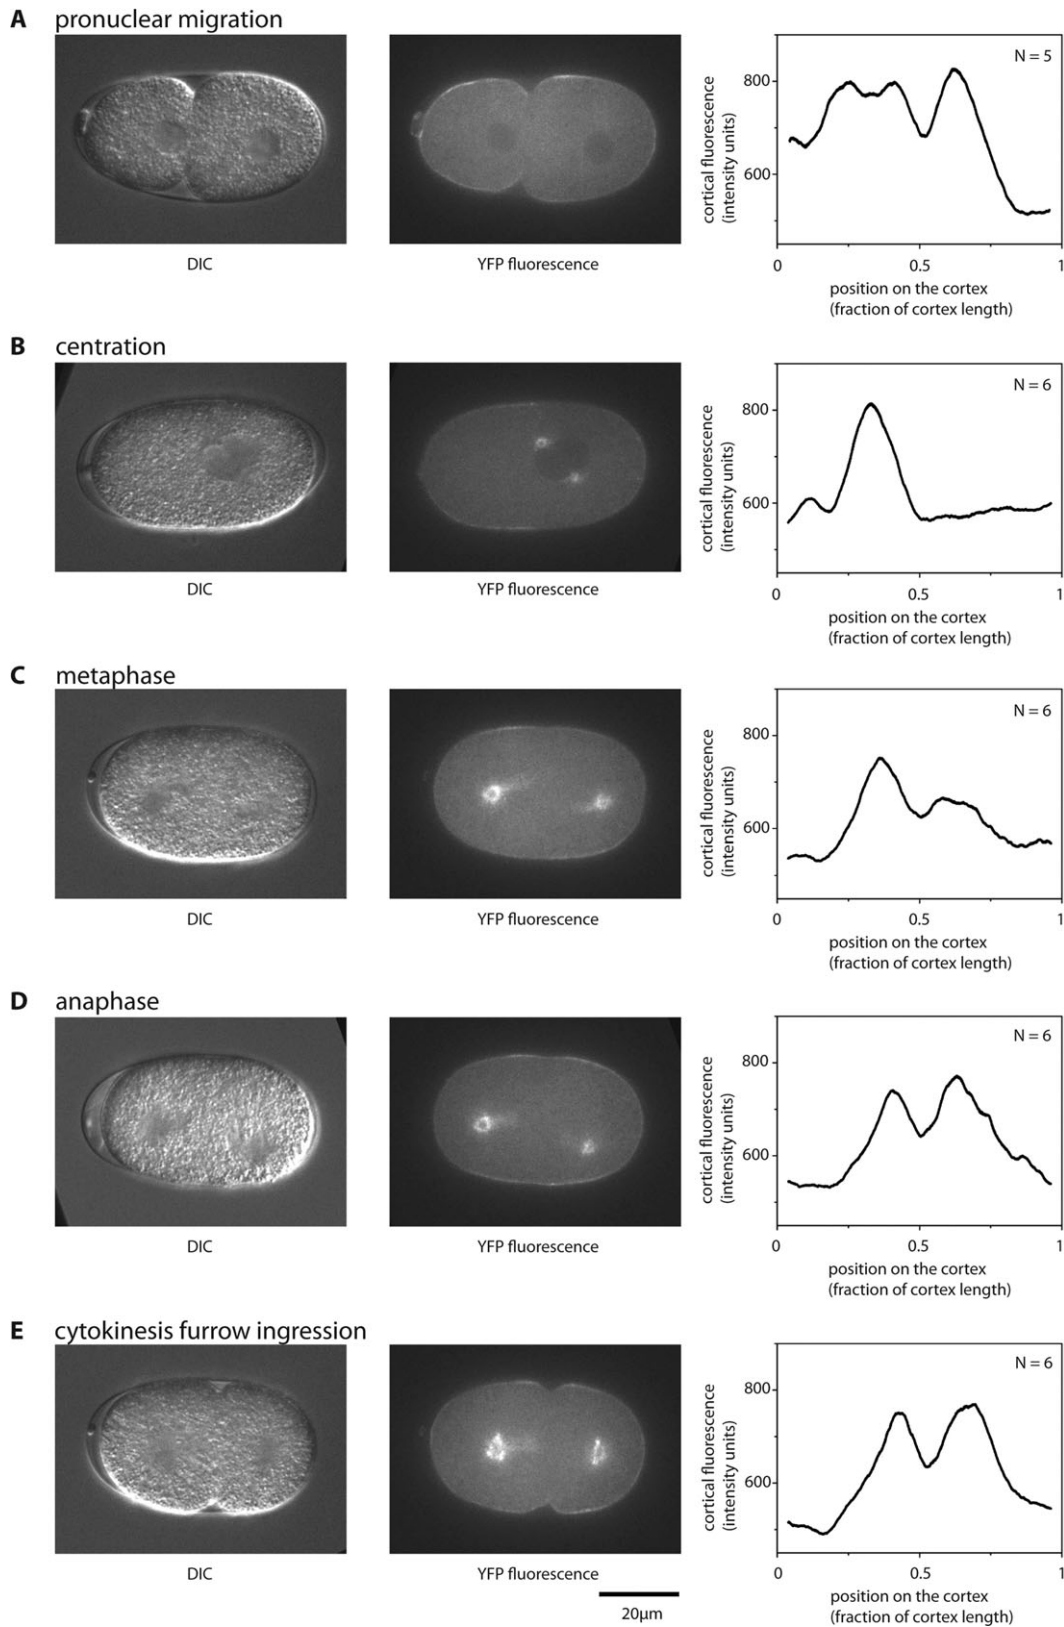 A pronuclear migration
DIC
YFP fluorescence
cortical fluorescence
(intensity units)
800
600
N = 5
0
0.5
1
position on the cortex
(fraction of cortex length)
B centration
DIC
YFP fluorescence
cortical fluorescence
(intensity units)
800
600
N = 6
0
0.5
1
position on the cortex
(fraction of cortex length)
C metaphase
DIC
YFP fluorescence
cortical fluorescence
(intensity units)
800
600
N = 6
0
0.5
1
position on the cortex
(fraction of cortex length)
D anaphase
DIC
YFP fluorescence
cortical fluorescence
(intensity units)
800
600
N = 6
0
0.5
1
position on the cortex
(fraction of cortex length)
E cytokinesis furrow ingression
DIC
YFP fluorescence
20μm
cortical fluorescence
(intensity units)
800
600
N = 6
0
0.5
1
position on the cortex
(fraction of cortex length)